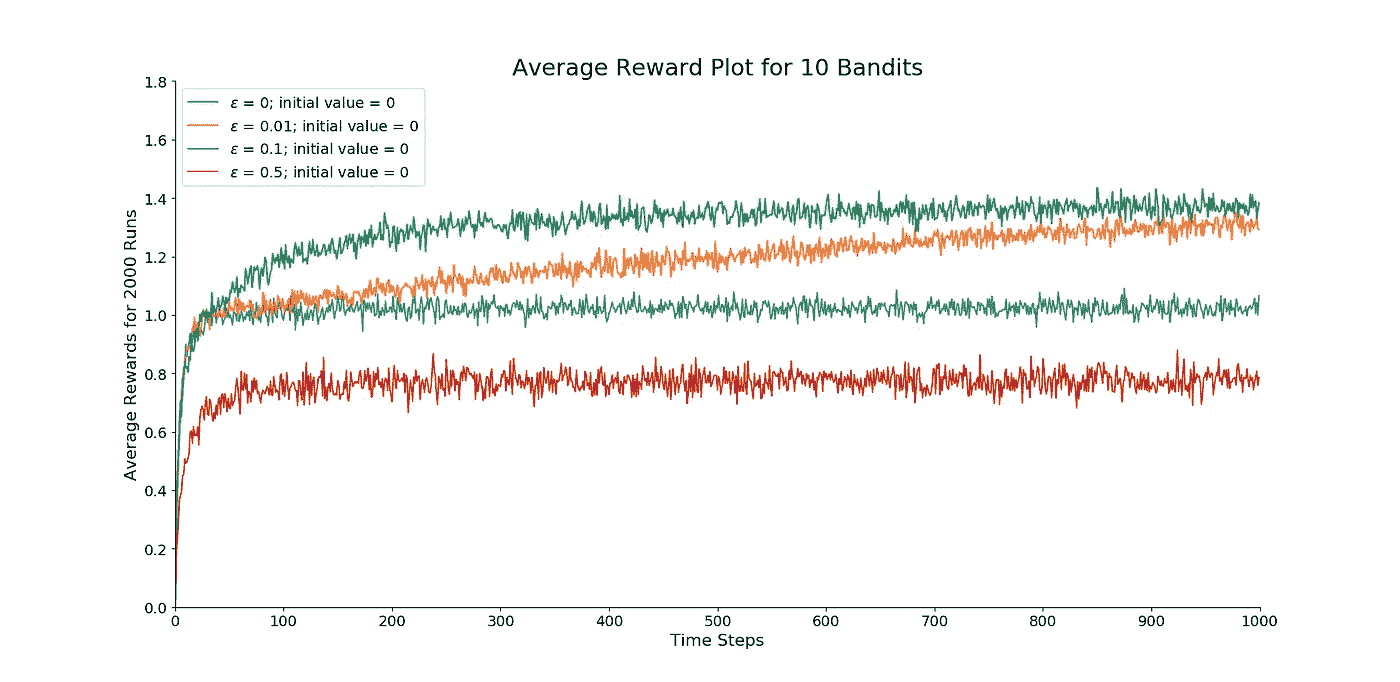 Average Reward Plot for 10 Bandits
1.8
1.6
1.4
1.2
1.0
0.8
0.6
0.4
0.2
0.0
Average Rewards for 2000 Runs
ε = 0; initial value = 0
ε = 0.01; initial value = 0
ε = 0.1; initial value = 0
ε = 0.5; initial value = 0
0 100 200 300 400 500 600 700 800 900 1000
Time Steps